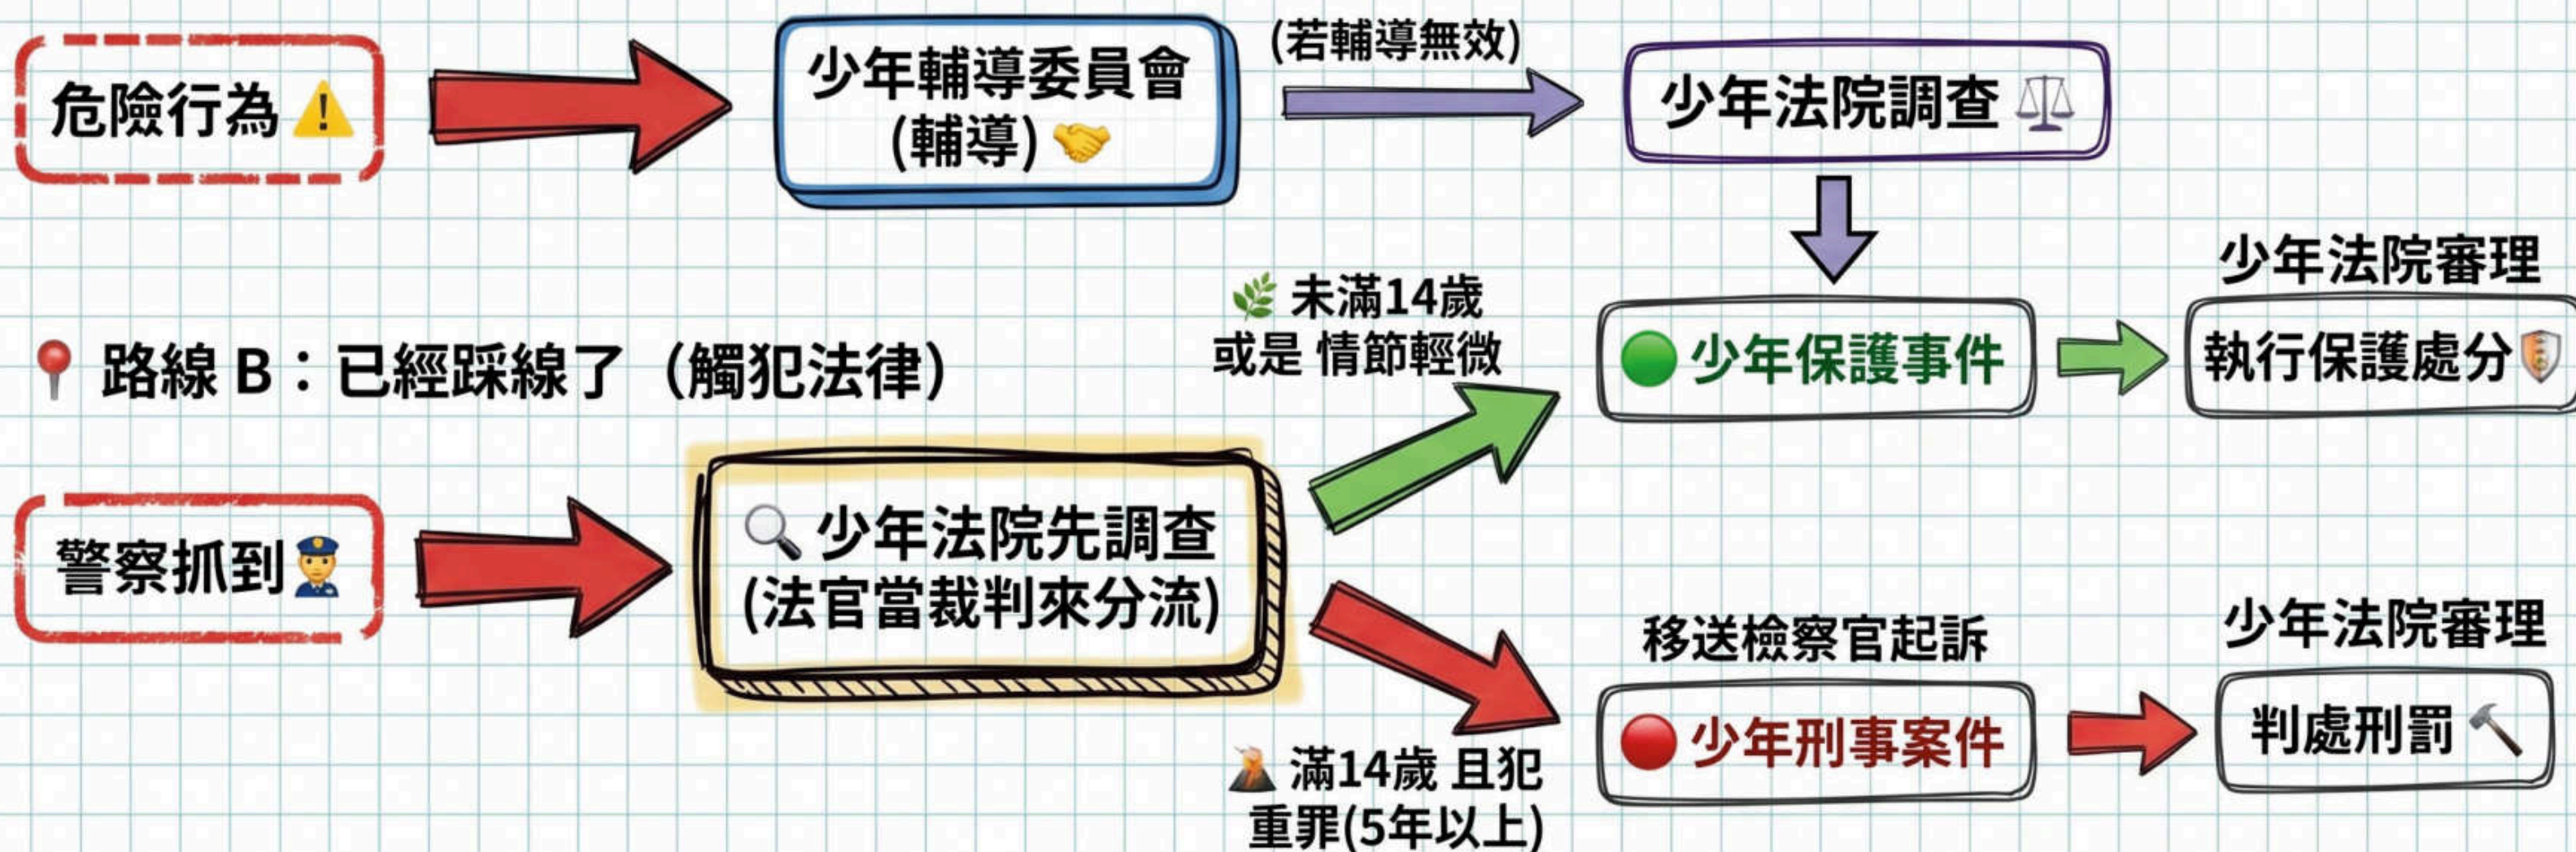 危險行為
少年輔導委員會
(輔導)
(若輔導無效)
少年法院調查
路線 B：已經踩線了（觸犯法律）
未滿14歲
或是 情節輕微
少年保護事件
少年法院審理
執行保護處分
警察抓到
少年法院先調查
(法官當裁判來分流)
滿14歲 且犯
重罪(5年以上)
移送檢察官起訴
少年刑事案件
少年法院審理
判處刑罰